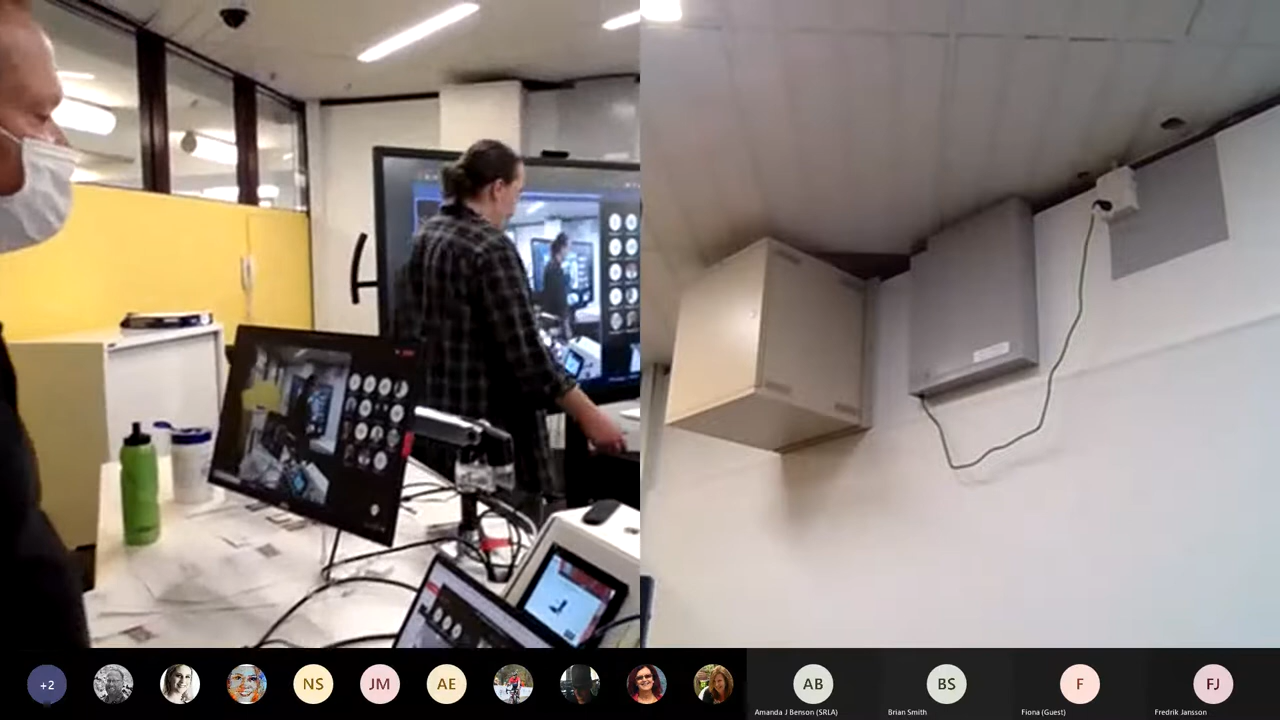 +2
NS
JM
AE
AB
Amanda J Benson (SRLA)
BS
Brian Smith
F
Fiona (Guest)
FJ
Fredrik Jansson